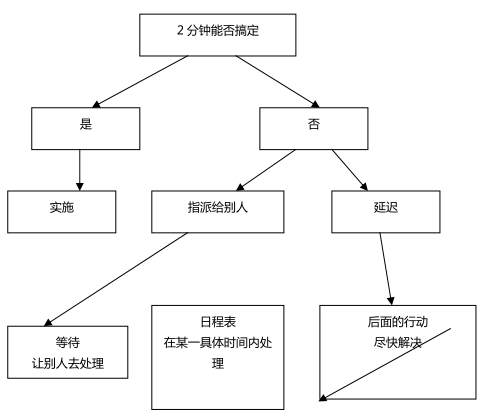 2 分钟能否搞定
是
否
实施
指派给别人
延迟
等待
让别人去处理
日程表
在某一具体时间内处
理
后面的行动
尽快解决